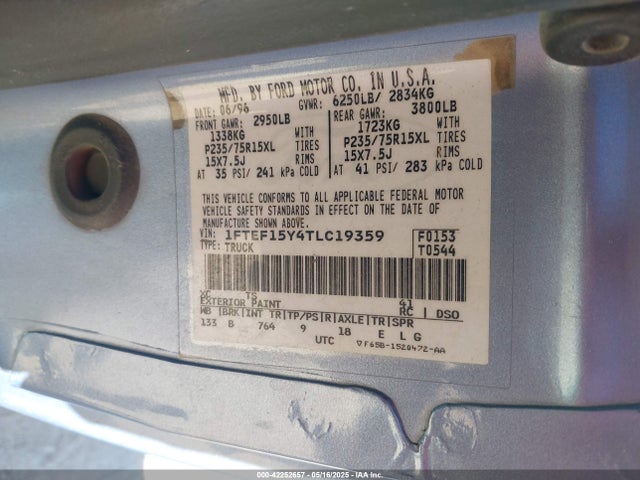 MFD. BY FORD MOTOR CO. IN U.S.A.
DATE: 06/96 GVWR: 6250LB/ 2834KG
FRONT GAWR: 2950LB REAR GAWR: 3800LB
1338KG WITH 1723KG WITH
P235/75R15XL TIRES P235/75R15XL TIRES
15X7.5J RIMS 15X7.5J RIMS
AT 35 PSI/ 241 kPa COLD AT 41 PSI/ 283 kPa COLD
THIS VEHICLE CONFORMS TO ALL APPLICABLE FEDERAL MOTOR
VEHICLE SAFETY STANDARDS IN EFFECT ON THE DATE OF
MANUFACTURE SHOWN ABOVE.
VIN: 1FTEF15Y4TLC19359 F0153
TYPE: TRUCK T0544
TS 41
EXTERIOR PAINT RC DSO
WB |BRK|INT TR|TP/PS|R|AXLE|TR|SPR
133 B 764 9 18 E L G
UTC ▽F65B-1520472-AA
000-42252657 - 05/16/2025 - IAA Inc.